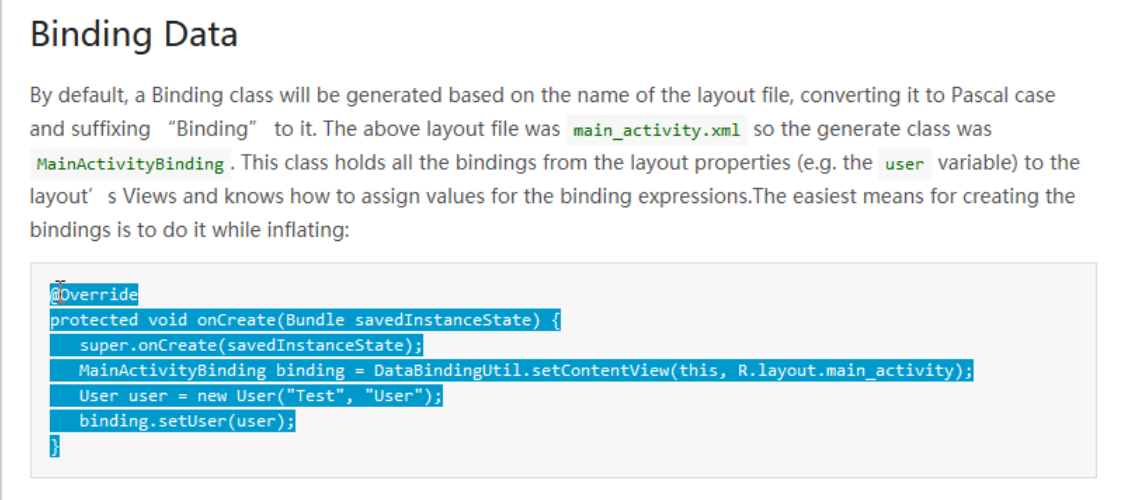 Binding Data
By default, a Binding class will be generated based on the name of the layout file, converting it to Pascal case
and suffixing “Binding” to it. The above layout file was main_activity.xml so the generate class was
MainActivityBinding . This class holds all the bindings from the layout properties (e.g. the user variable) to the
layout’ s Views and knows how to assign values for the binding expressions.The easiest means for creating the
bindings is to do it while inflating:
@Override
protected void onCreate(Bundle savedInstanceState) {
   super.onCreate(savedInstanceState);
   MainActivityBinding binding = DataBindingUtil.setContentView(this, R.layout.main_activity);
   User user = new User("Test", "User");
   binding.setUser(user);
}